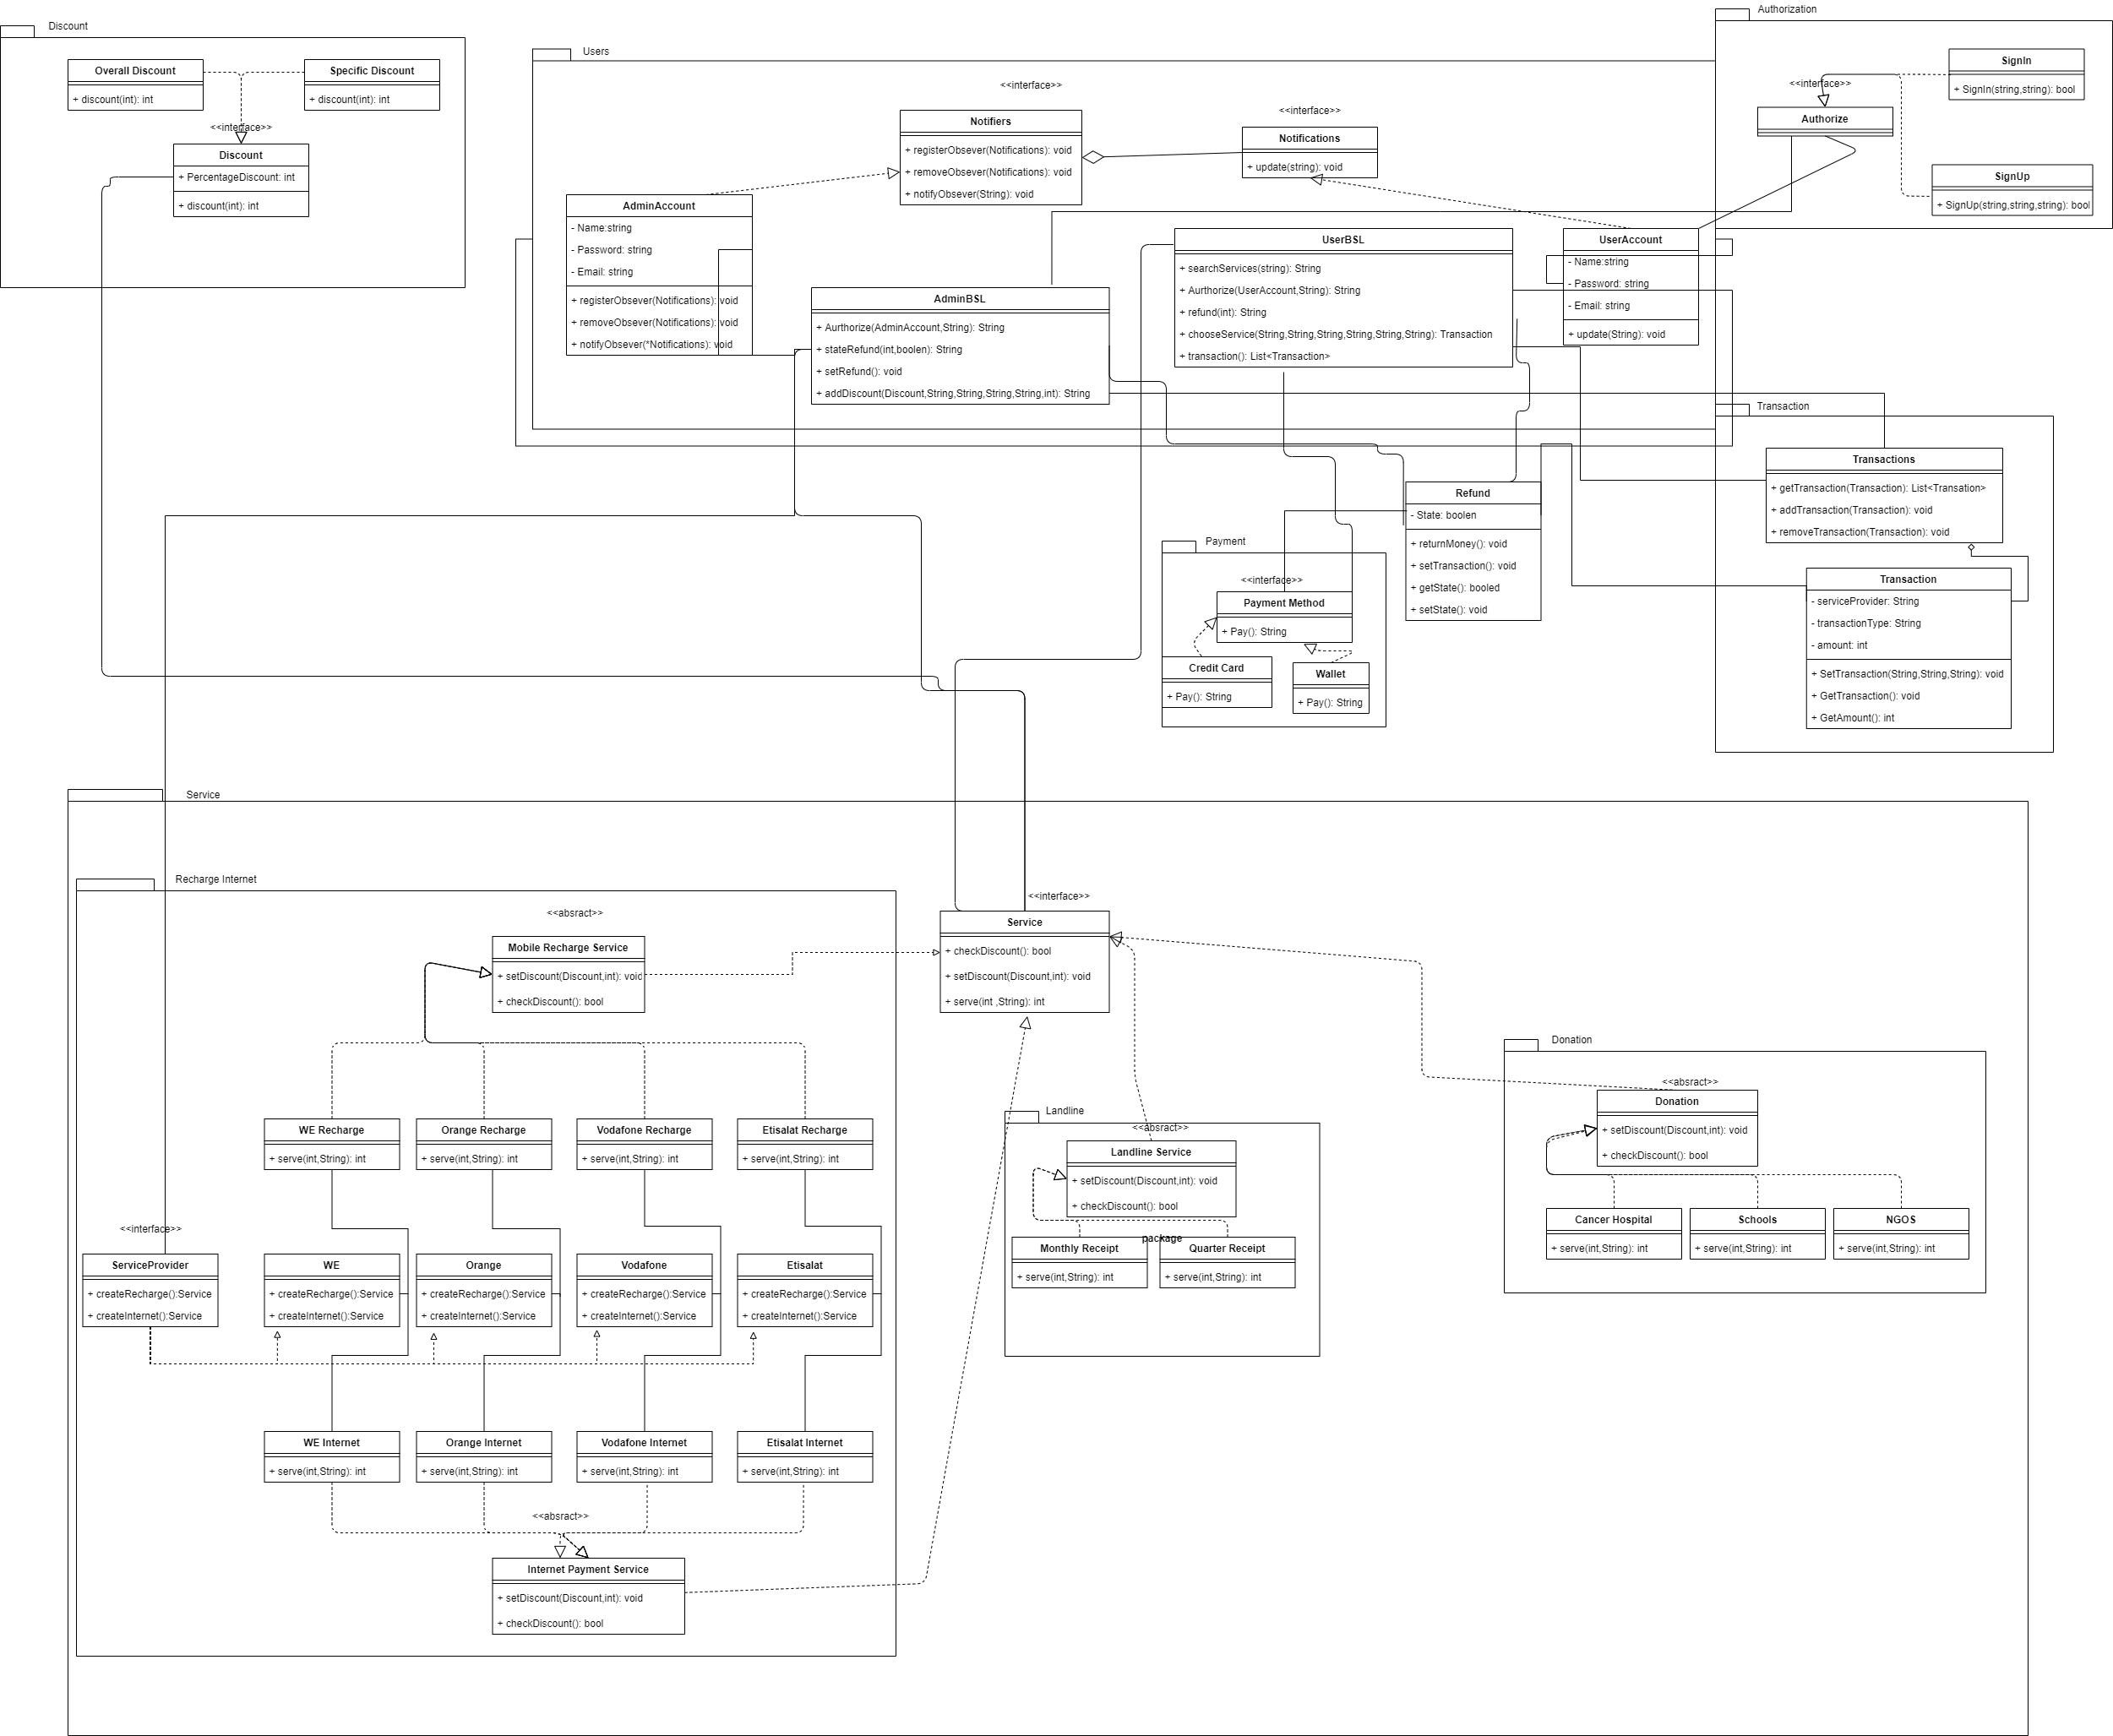 Discount
Overall Discount
+ discount(int): int
Specific Discount
+ discount(int): int
<<interface>>
Discount
+ PercentageDiscount: int
+ discount(int): int
Users
<<interface>>
Notifiers
+ registerObsever(Notifications): void
+ removeObsever(Notifications): void
+ notifyObsever(String): void
<<interface>>
Notifications
+ update(string): void
AdminAccount
- Name:string
- Password: string
- Email: string
+ registerObsever(Notifications): void
+ removeObsever(Notifications): void
+ notifyObsever(*Notifications): void
AdminBSL
+ Aurthorize(AdminAccount,String): String
+ stateRefund(int,boolen): String
+ setRefund(): void
+ addDiscount(Discount,String,String,String,String,int): String
UserBSL
+ searchServices(string): String
+ Aurthorize(UserAccount,String): String
+ refund(int): String
+ chooseService(String,String,String,String,String,String): Transaction
+ transaction(): List<Transaction>
UserAccount
- Name:string
- Password: string
- Email: string
+ update(String): void
Authorization
<<interface>>
Authorize
SignIn
+ SignIn(string,string): bool
SignUp
+ SignUp(string,string,string): bool
Transaction
Transactions
+ getTransaction(Transaction): List<Transation>
+ addTransaction(Transaction): void
+ removeTransaction(Transaction): void
Transaction
- serviceProvider: String
- transactionType: String
- amount: int
+ SetTransaction(String,String,String): void
+ GetTransaction(): void
+ GetAmount(): int
Refund
- State: boolen
+ returnMoney(): void
+ setTransaction(): void
+ getState(): booled
+ setState(): void
Payment
<<interface>>
Payment Method
+ Pay(): String
Credit Card
+ Pay(): String
Wallet
+ Pay(): String
Service
Recharge Internet
<<absract>>
Mobile Recharge Service
+ setDiscount(Discount,int): void
+ checkDiscount(): bool
<<interface>>
Service
+ checkDiscount(): bool
+ setDiscount(Discount,int): void
+ serve(int ,String): int
WE Recharge
+ serve(int,String): int
Orange Recharge
+ serve(int,String): int
Vodafone Recharge
+ serve(int,String): int
Etisalat Recharge
+ serve(int,String): int
<<interface>>
ServiceProvider
+ createRecharge():Service
+ createInternet():Service
WE
+ createRecharge():Service
+ createInternet():Service
Orange
+ createRecharge():Service
+ createInternet():Service
Vodafone
+ createRecharge():Service
+ createInternet():Service
Etisalat
+ createRecharge():Service
+ createInternet():Service
WE Internet
+ serve(int,String): int
Orange Internet
+ serve(int,String): int
Vodafone Internet
+ serve(int,String): int
Etisalat Internet
+ serve(int,String): int
<<absract>>
Internet Payment Service
+ setDiscount(Discount,int): void
+ checkDiscount(): bool
Landline
<<absract>>
Landline Service
+ setDiscount(Discount,int): void
+ checkDiscount(): bool
package
Monthly Receipt
+ serve(int,String): int
Quarter Receipt
+ serve(int,String): int
Donation
<<absract>>
Donation
+ setDiscount(Discount,int): void
+ checkDiscount(): bool
Cancer Hospital
+ serve(int,String): int
Schools
+ serve(int,String): int
NGOS
+ serve(int,String): int